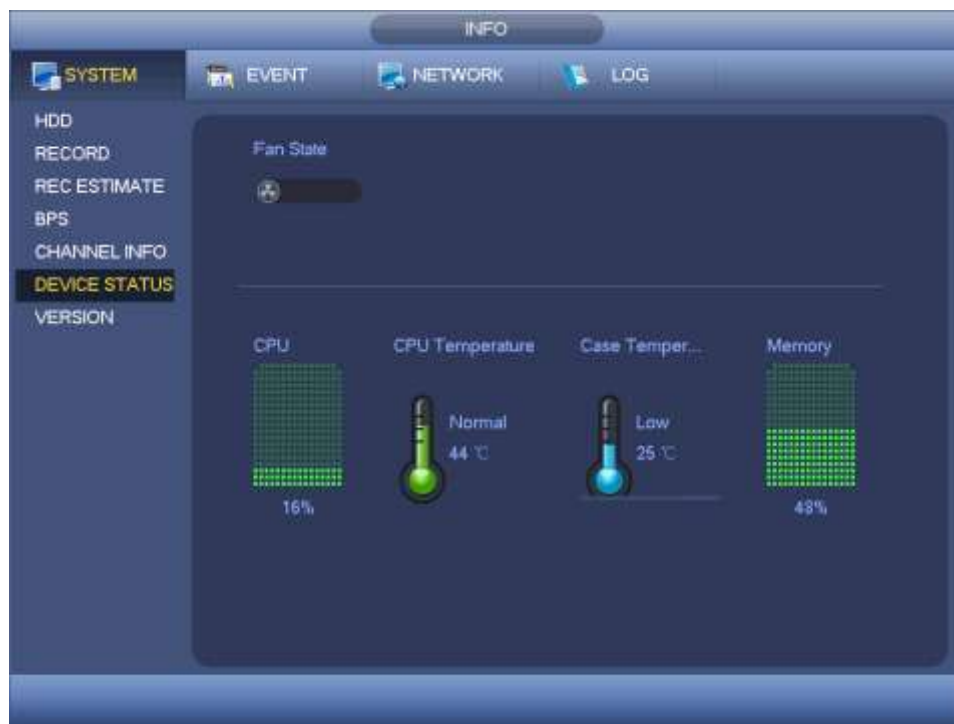 INFO
SYSTEM EVENT NETWORK LOG
HDD
RECORD
REC ESTIMATE
BPS
CHANNEL INFO
DEVICE STATUS
VERSION
Fan State
CPU CPU Temperature Case Temper... Memory
Normal Low
44 ℃ 25 ℃
16% 48%